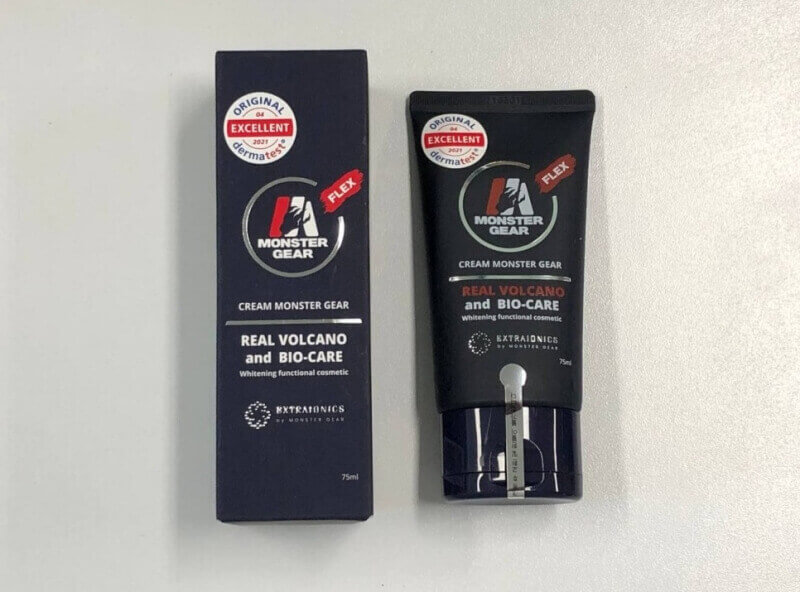 ORIGINAL
04
EXCELLENT
2021
dermatest®
FLEX
MONSTER
GEAR
CREAM MONSTER GEAR
REAL VOLCANO
and BIO-CARE
Whitening functional cosmetic
EXTRAIONICS
by MONSTER GEAR
75ml
ORIGINAL
04
EXCELLENT
2021
dermatest®
FLEX
MONSTER
GEAR
CREAM MONSTER GEAR
REAL VOLCANO
and BIO-CARE
Whitening functional cosmetic
EXTRAIONICS
by MONSTER GEAR
75ml